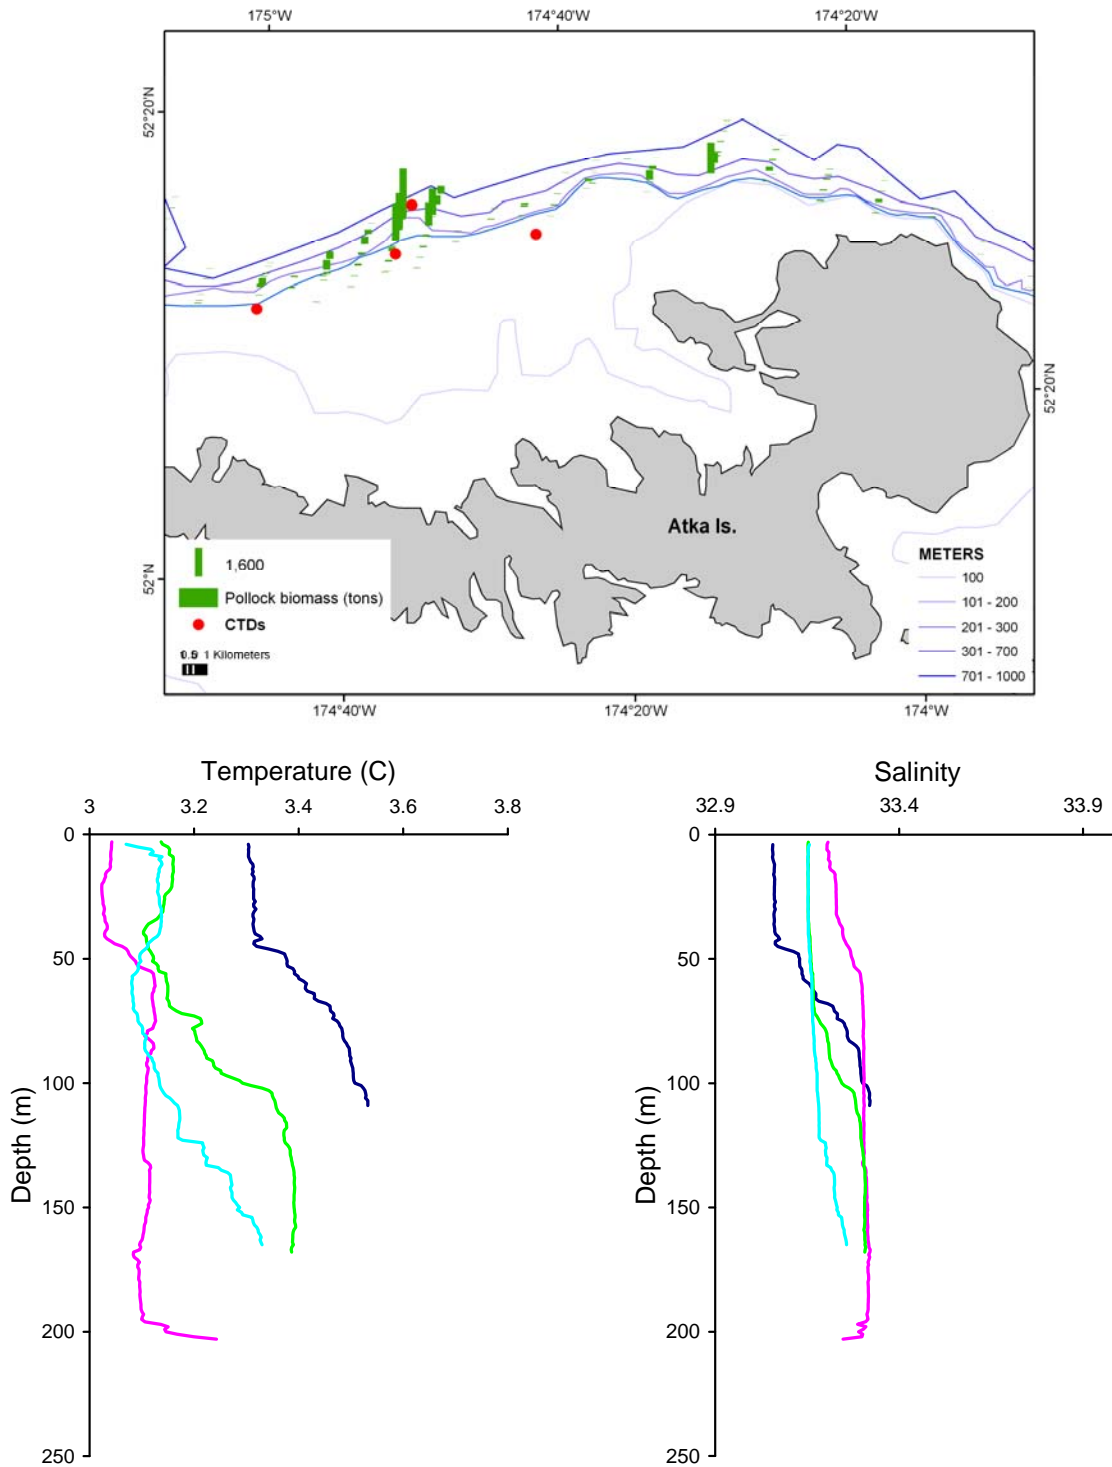 175°W 174°40'W 174°20'W
52°20'N
52°20'N
Atka Is.
52°N
1,600
Pollock biomass (tons)
CTDs
1 Kilometers
METERS
100
101 - 200
201 - 300
301 - 700
701 - 1000
174°40'W 174°20'W 174°W
Temperature (C)
3 3.2 3.4 3.6 3.8
Depth (m)
0
50
100
150
200
250
Salinity
32.9 33.4 33.9
Depth (m)
0
50
100
150
200
250